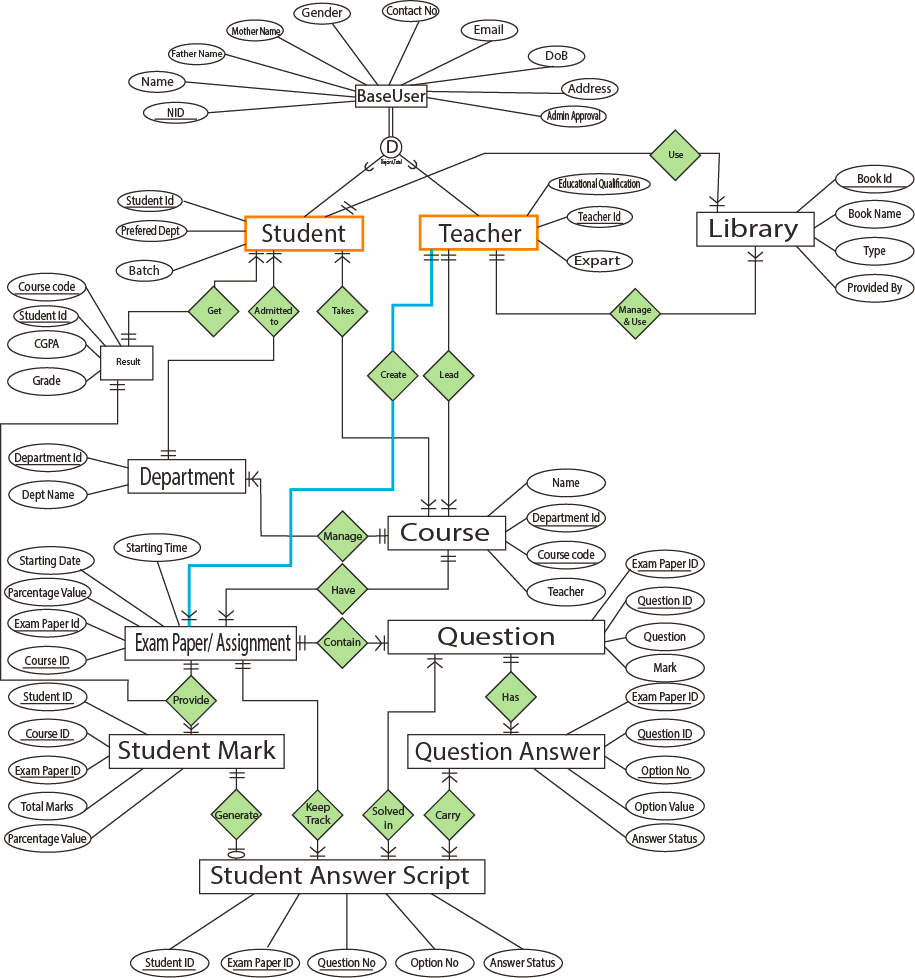 Gender
Contact No
Mother Name
Email
Father Name
DoB
Name
BaseUser
Address
NID
Admin Approval
D
Use
Student Id
Educational Qualification
Book Id
Prefered Dept
Student
Teacher
Teacher Id
Library
Book Name
Batch
Expart
Type
Course code
Provided By
Student Id
Get
Admitted
to
Takes
Manage
& Use
CGPA
Result
Grade
Create
Lead
Department Id
Department
Dept Name
Name
Department Id
Manage
Course
Course code
Starting Time
Starting Date
Parcentage Value
Have
Teacher
Exam Paper ID
Exam Paper Id
Question ID
Course ID
Exam Paper/ Assignment
Contain
Question
Question
Mark
Student ID
Provide
Has
Exam Paper ID
Course ID
Student Mark
Question Answer
Question ID
Exam Paper ID
Option No
Total Marks
Generate
Keep
Track
Solved
in
Carry
Option Value
Parcentage Value
Answer Status
Student Answer Script
Student ID
Exam Paper ID
Question No
Option No
Answer Status